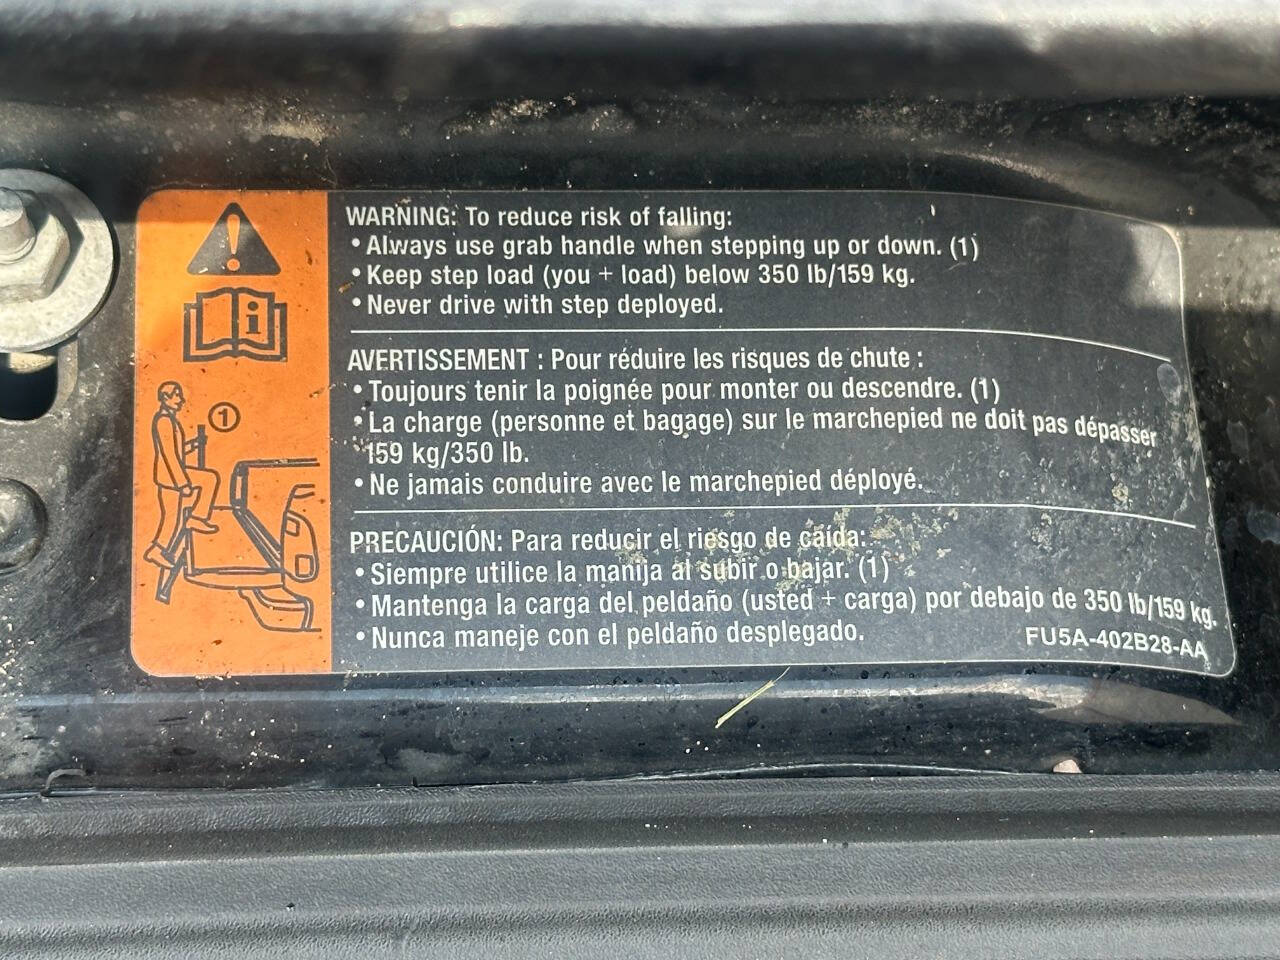 WARNING: To reduce risk of falling:
• Always use grab handle when stepping up or down. (1)
• Keep step load (you + load) below 350 lb/159 kg.
• Never drive with step deployed.
AVERTISSEMENT : Pour réduire les risques de chute :
• Toujours tenir la poignée pour monter ou descendre. (1)
• La charge (personne et bagage) sur le marchepied ne doit pas dépasser
159 kg/350 lb.
• Ne jamais conduire avec le marchepied déployé.
PRECAUCIÓN: Para reducir el riesgo de caída:
• Siempre utilice la manija al subir o bajar. (1)
• Mantenga la carga del peldaño (usted + carga) por debajo de 350 lb/159 kg.
• Nunca maneje con el peldaño desplegado.
FU5A-402B28-AA
1